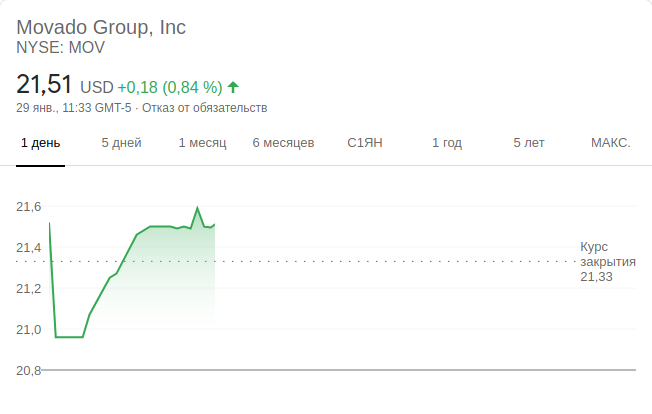 Movado Group, Inc
NYSE: MOV
21,51 USD +0,18 (0,84 %)
29 янв., 11:33 GMT-5 · Отказ от обязательств
1 день 5 дней 1 месяц 6 месяцев С1ЯН 1 год 5 лет МАКС.
21,6
21,4
Курс
закрытия
21,33
21,2
21,0
20,8